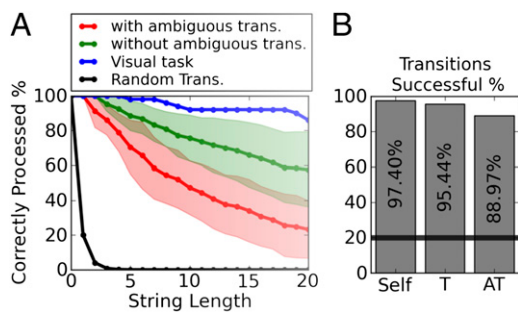 A
with ambiguous trans.
without ambiguous trans.
Visual task
Random Trans.
Correctly Processed %
100
80
60
40
20
0
0 5 10 15 20
String Length
B
Transitions
Successful %
100
80
60
40
20
0
97.40%
95.44%
88.97%
Self T AT